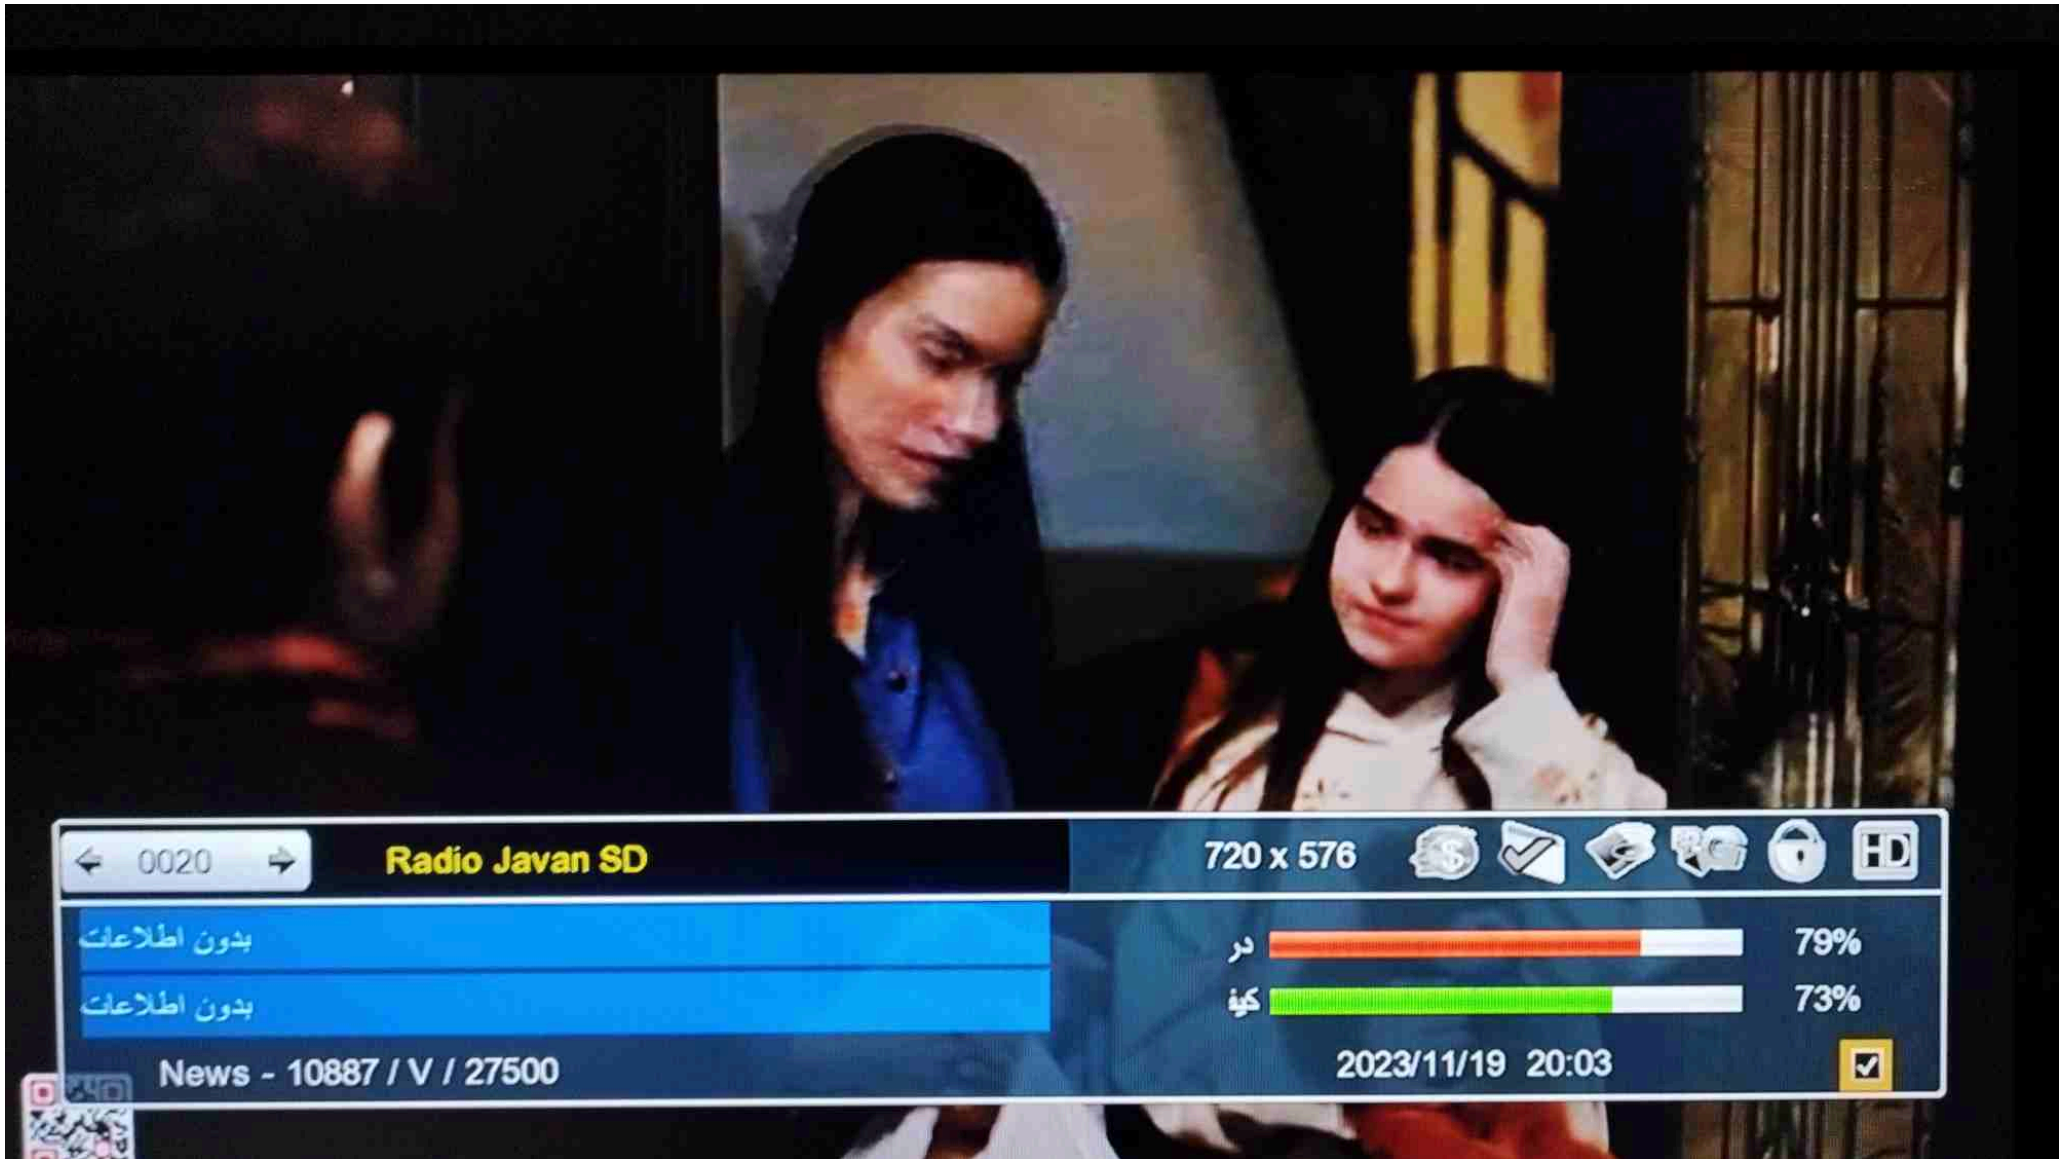 0020
Radio Javan SD
720 x 576
HD
بدون اطلاعات
در
79%
بدون اطلاعات
کیف
73%
News - 10887 / V / 27500
2023/11/19 20:03